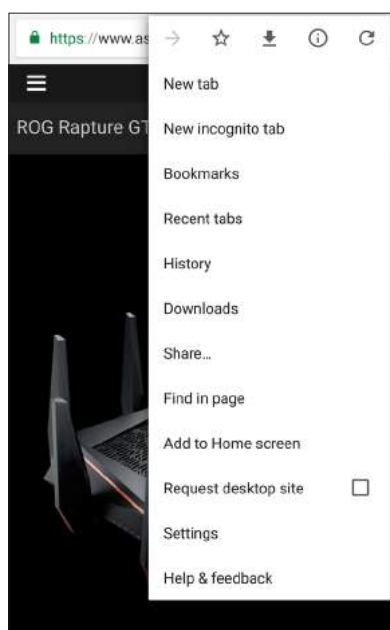 https://www.as
New tab
ROG Rapture GT
New incognito tab
Bookmarks
Recent tabs
History
Downloads
Share...
Find in page
Add to Home screen
Request desktop site
Settings
Help & feedback